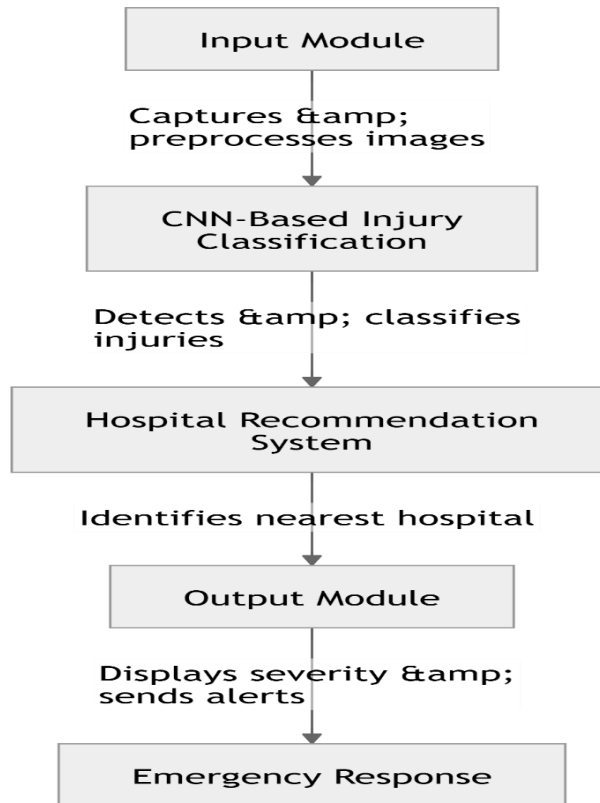 Input Module
Captures &amp;
preprocesses images
CNN-Based Injury
Classification
Detects &amp; classifies
injuries
Hospital Recommendation
System
Identifies nearest hospital
Output Module
Displays severity &amp;
sends alerts
Emergency Response